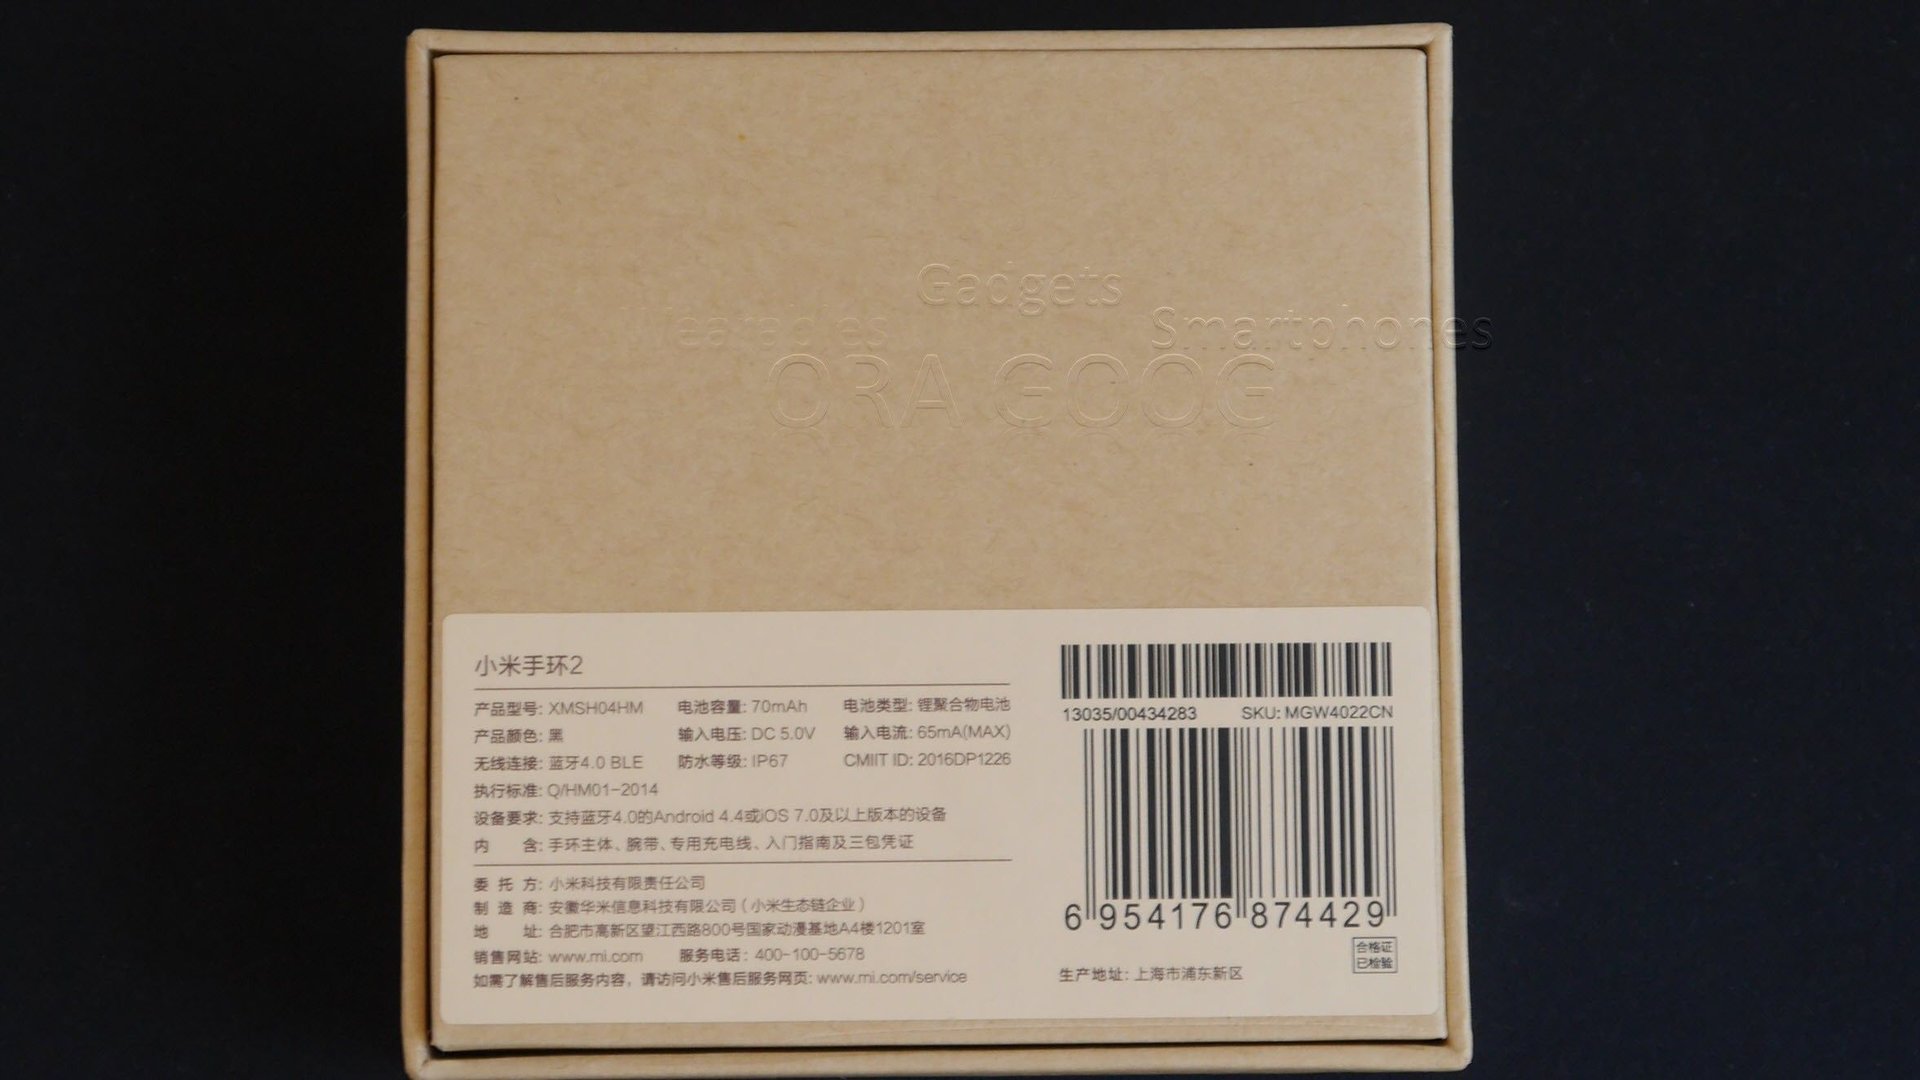 Gadgets
Wearables
Smartphones
ORA GOOG
小米手环2
产品型号: XMSH04HM 电池容量: 70mAh 电池类型: 锂聚合物电池
产品颜色: 黑 输入电压: DC 5.0V 输入电流: 65mA(MAX)
无线连接: 蓝牙4.0 BLE 防水等级: IP67 CMIIT ID: 2016DP1226
执行标准: Q/HM01-2014
设备要求: 支持蓝牙4.0的Android 4.4或iOS 7.0及以上版本的设备
内 含: 手环主体、腕带、专用充电线、入门指南及三包凭证
委 托 方: 小米科技有限责任公司
制 造 商: 安徽华米信息科技有限公司（小米生态链企业）
地 址: 合肥市高新区望江西路800号国家动漫基地A4楼1201室
销售网站: www.mi.com 服务电话: 400-100-5678
如需了解售后服务内容，请访问小米售后服务网页: www.mi.com/service
13035/00434283 SKU: MGW4022CN
6 954176 874429
合格证
已检验
生产地址: 上海市浦东新区